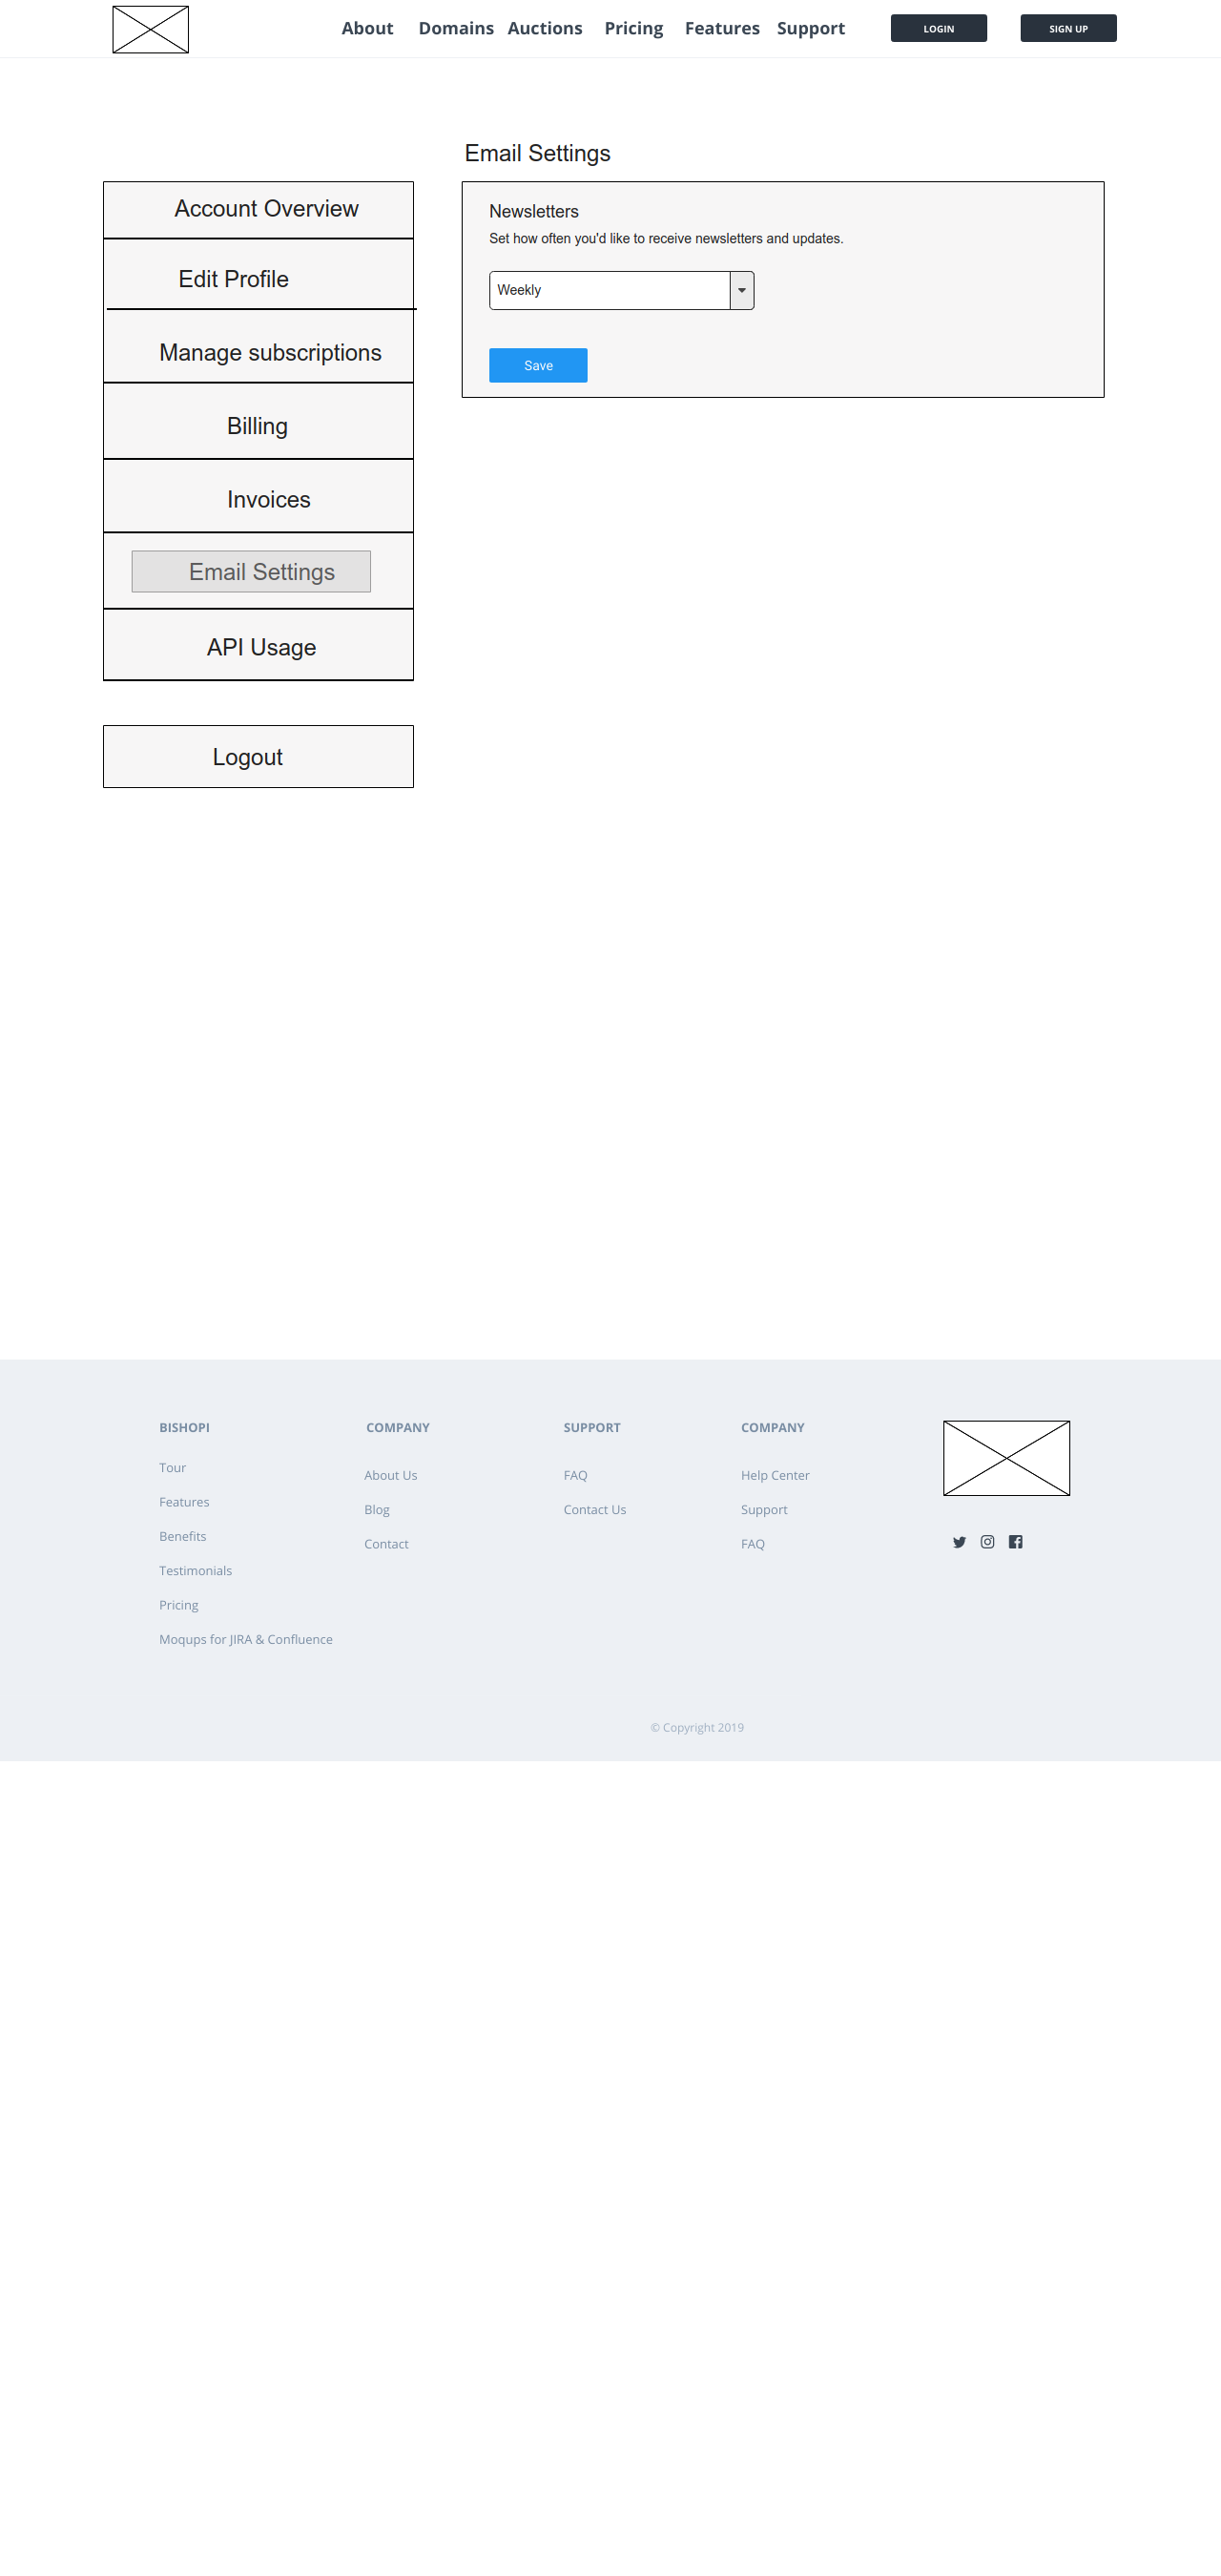 About Domains Auctions Pricing Features Support LOGIN SIGN UP
Email Settings
Account Overview
Edit Profile
Manage subscriptions
Billing
Invoices
Email Settings
API Usage
Logout
Newsletters
Set how often you'd like to receive newsletters and updates.
Weekly
Save
BISHOPI
Tour
Features
Benefits
Testimonials
Pricing
Moqups for JIRA & Confluence
COMPANY
About Us
Blog
Contact
SUPPORT
FAQ
Contact Us
COMPANY
Help Center
Support
FAQ
© Copyright 2019